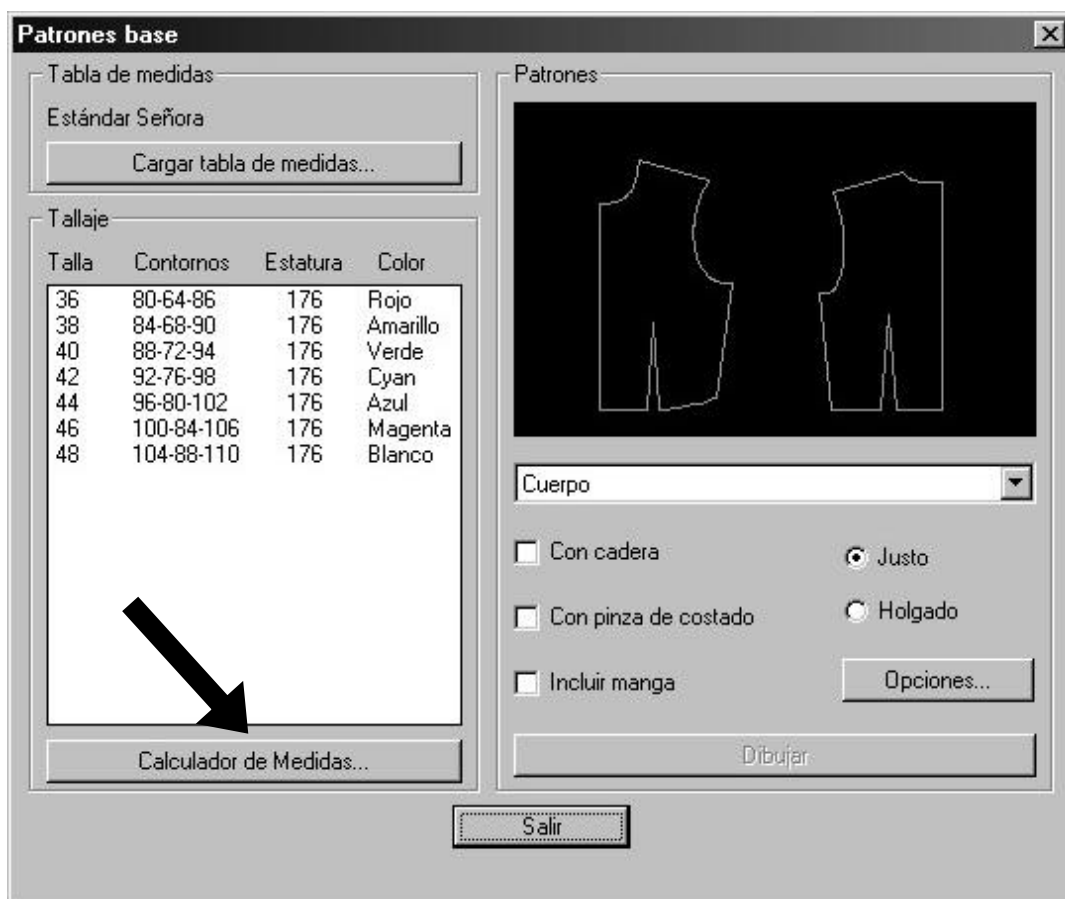 Patrones base
Tabla de medidas
Estándar Señora
Cargar tabla de medidas...
Tallaje
Talla Contornos Estatura Color
36 80-64-86 176 Rojo
38 84-68-90 176 Amarillo
40 88-72-94 176 Verde
42 92-76-98 176 Cyan
44 96-80-102 176 Azul
46 100-84-106 176 Magenta
48 104-88-110 176 Blanco
Calculador de Medidas...
Patrones
Cuerpo
Con cadera
Justo
Con pinza de costado
Holgado
Incluir manga
Opciones...
Dibujar
Salir